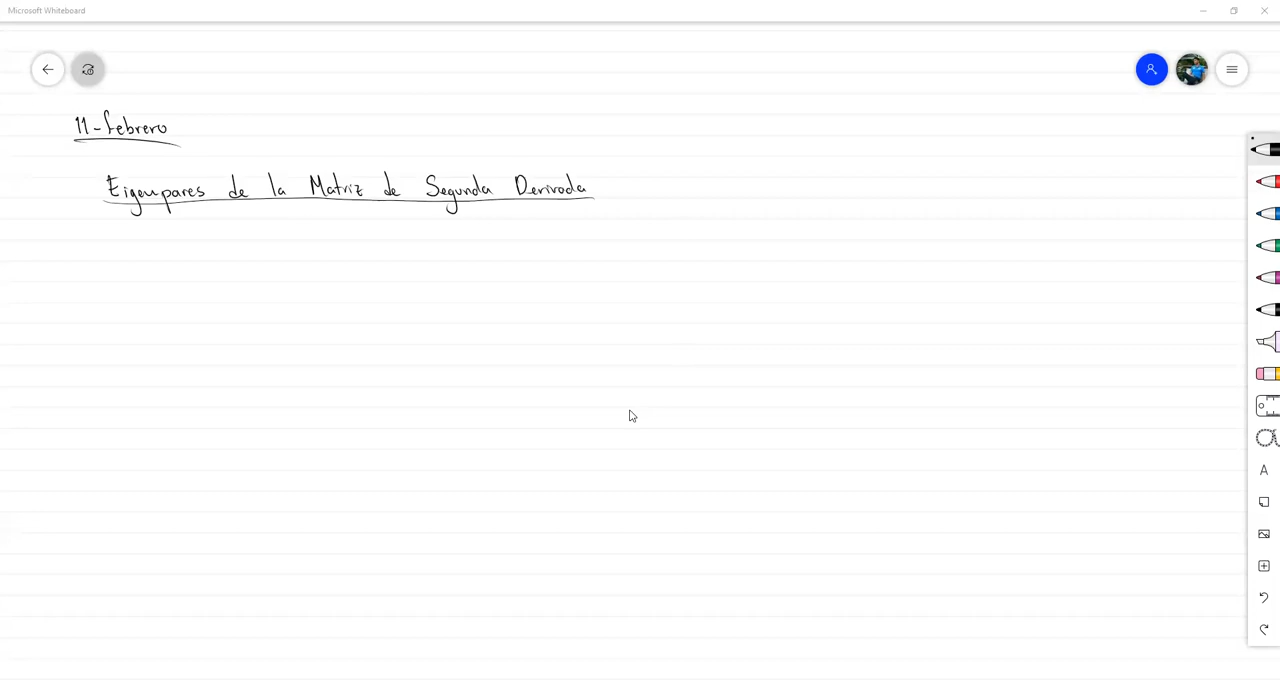 Microsoft Whiteboard
11-febrero
Eigenpares de la Matriz de Segunda Derivada
A